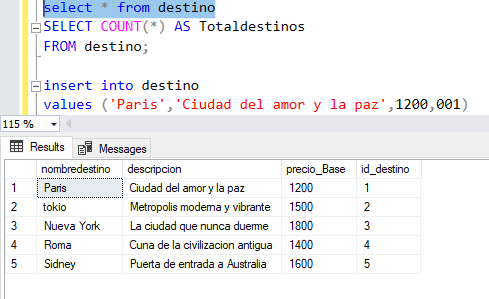 select * from destino
SELECT COUNT(*) AS Totaldestinos
FROM destino;
insert into destino
values ('Paris','Ciudad del amor y la paz',1200,001)
115 %
Results Messages
nombredestino descripcion precio_Base id_destino
1 Paris Ciudad del amor y la paz 1200 1
2 tokio Metropolis moderna y vibrante 1500 2
3 Nueva York La ciudad que nunca duerme 1800 3
4 Roma Cuna de la civilizacion antigua 1400 4
5 Sidney Puerta de entrada a Australia 1600 5